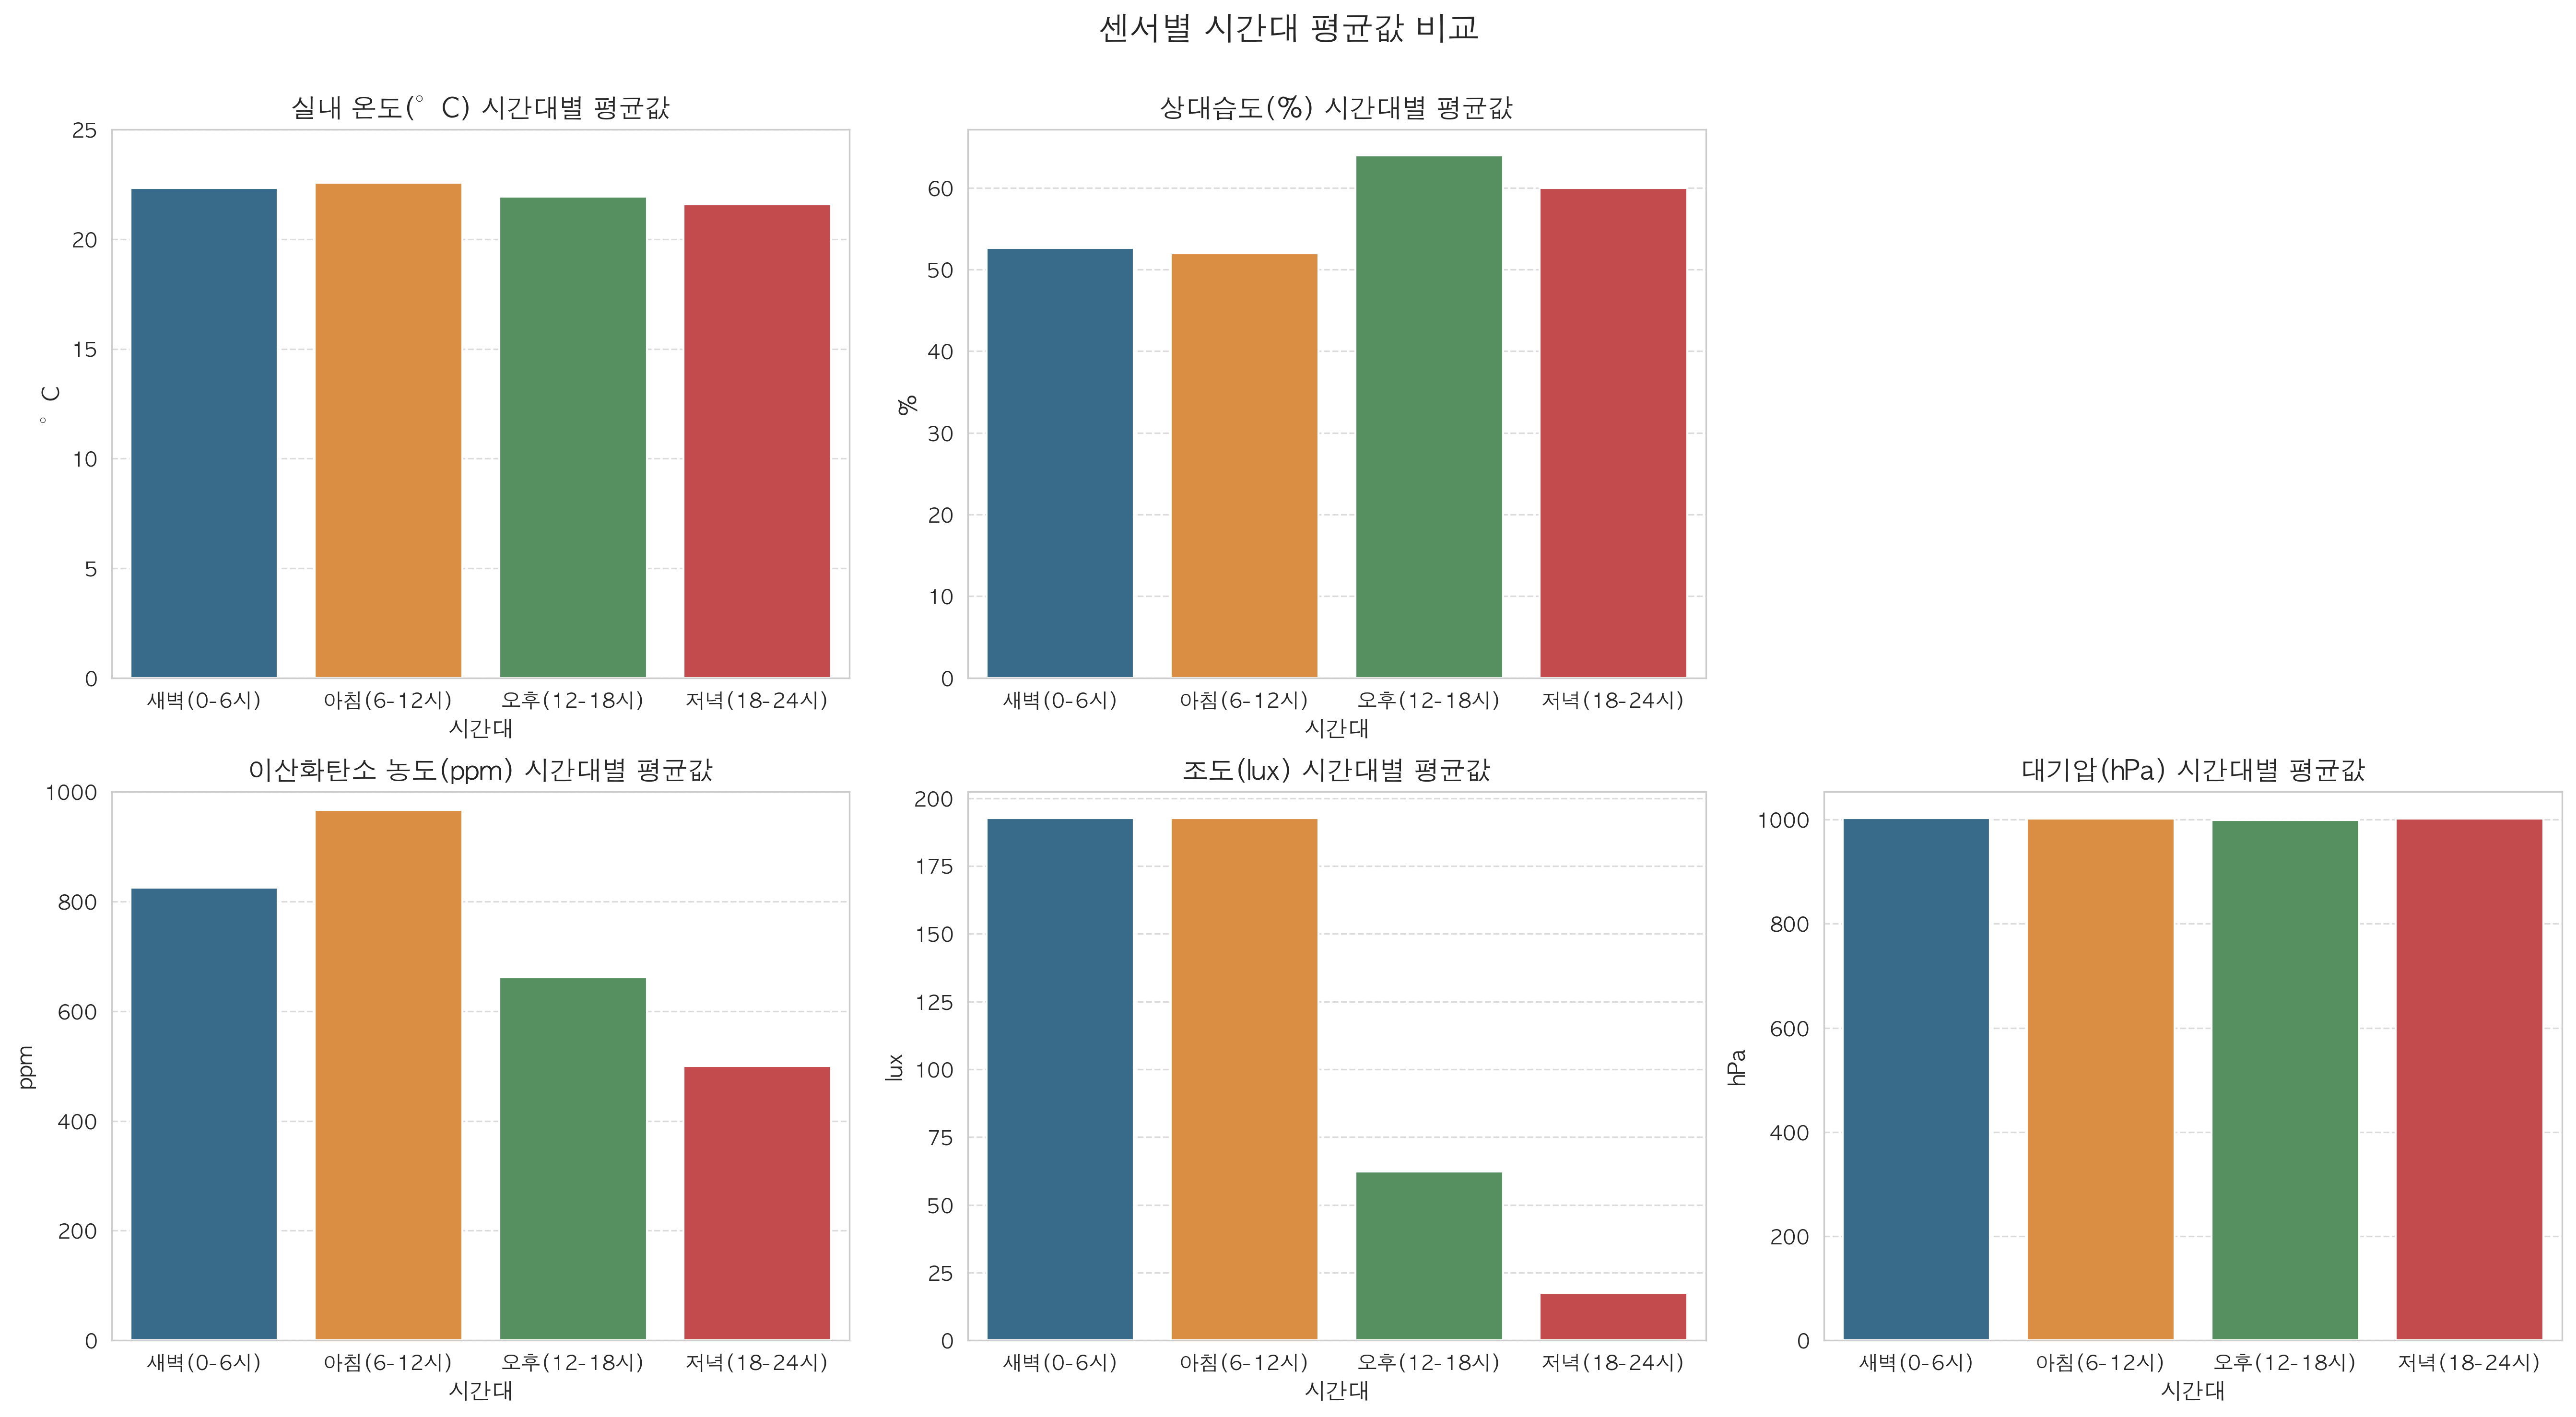 센서별 시간대 평균값 비교
실내 온도(°C) 시간대별 평균값
25
20
15
10
5
0
°C
새벽(0-6시) 아침(6-12시) 오후(12-18시) 저녁(18-24시)
시간대
상대습도(%) 시간대별 평균값
60
50
40
30
20
10
0
%
새벽(0-6시) 아침(6-12시) 오후(12-18시) 저녁(18-24시)
시간대
이산화탄소 농도(ppm) 시간대별 평균값
1000
800
600
400
200
0
ppm
새벽(0-6시) 아침(6-12시) 오후(12-18시) 저녁(18-24시)
시간대
조도(lux) 시간대별 평균값
200
175
150
125
100
75
50
25
0
lux
새벽(0-6시) 아침(6-12시) 오후(12-18시) 저녁(18-24시)
시간대
대기압(hPa) 시간대별 평균값
1000
800
600
400
200
0
hPa
새벽(0-6시) 아침(6-12시) 오후(12-18시) 저녁(18-24시)
시간대